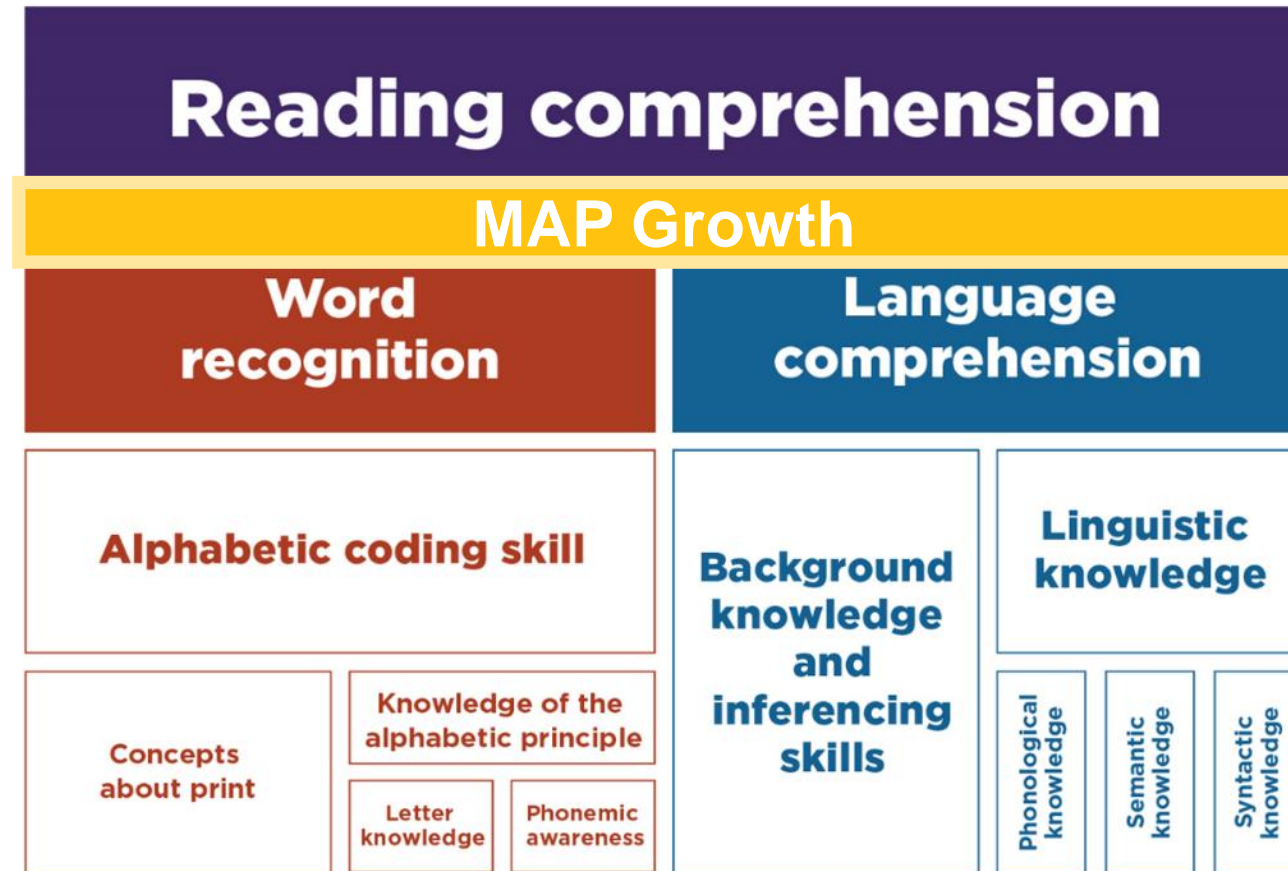 Reading comprehension
MAP Growth
Word
recognition
Language
comprehension
Alphabetic coding skill
Background
knowledge
and
inferencing
skills
Linguistic
knowledge
Concepts
about print
Knowledge of the
alphabetic principle
Letter
knowledge
Phonemic
awareness
Phonological
knowledge
Semantic
knowledge
Syntactic
knowledge